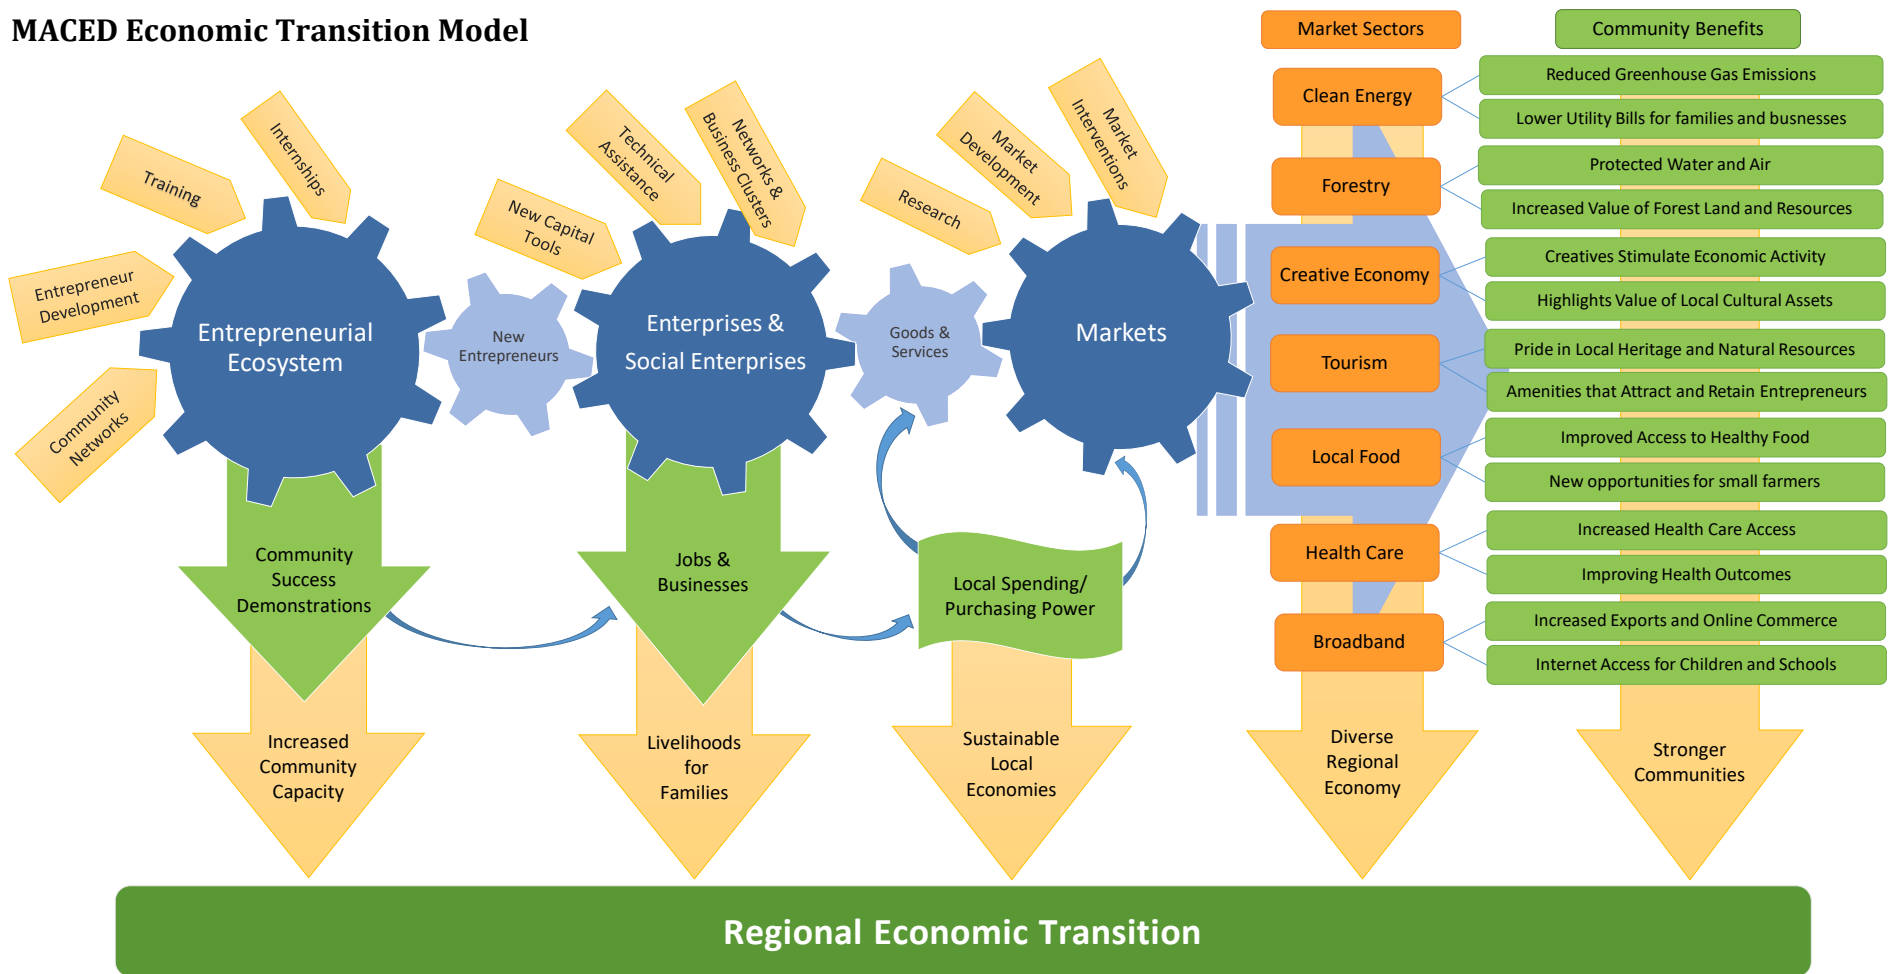 MACED Economic Transition Model
Community
Networks
Entrepreneur
Development
Training
Internships
Entrepreneurial
Ecosystem
New
Entrepreneurs
New Capital
Tools
Technical
Assistance
Networks &
Business Clusters
Enterprises &
Social Enterprises
Goods &
Services
Research
Market
Development
Market
Interventions
Markets
Community
Success
Demonstrations
Jobs &
Businesses
Local Spending/
Purchasing Power
Increased
Community
Capacity
Livelihoods
for
Families
Sustainable
Local
Economies
Market Sectors
Clean Energy
Forestry
Creative Economy
Tourism
Local Food
Health Care
Broadband
Diverse
Regional
Economy
Community Benefits
Reduced Greenhouse Gas Emissions
Lower Utility Bills for families and busnesses
Protected Water and Air
Increased Value of Forest Land and Resources
Creatives Stimulate Economic Activity
Highlights Value of Local Cultural Assets
Pride in Local Heritage and Natural Resources
Amenities that Attract and Retain Entrepreneurs
Improved Access to Healthy Food
New opportunities for small farmers
Increased Health Care Access
Improving Health Outcomes
Increased Exports and Online Commerce
Internet Access for Children and Schools
Stronger
Communities
Regional Economic Transition